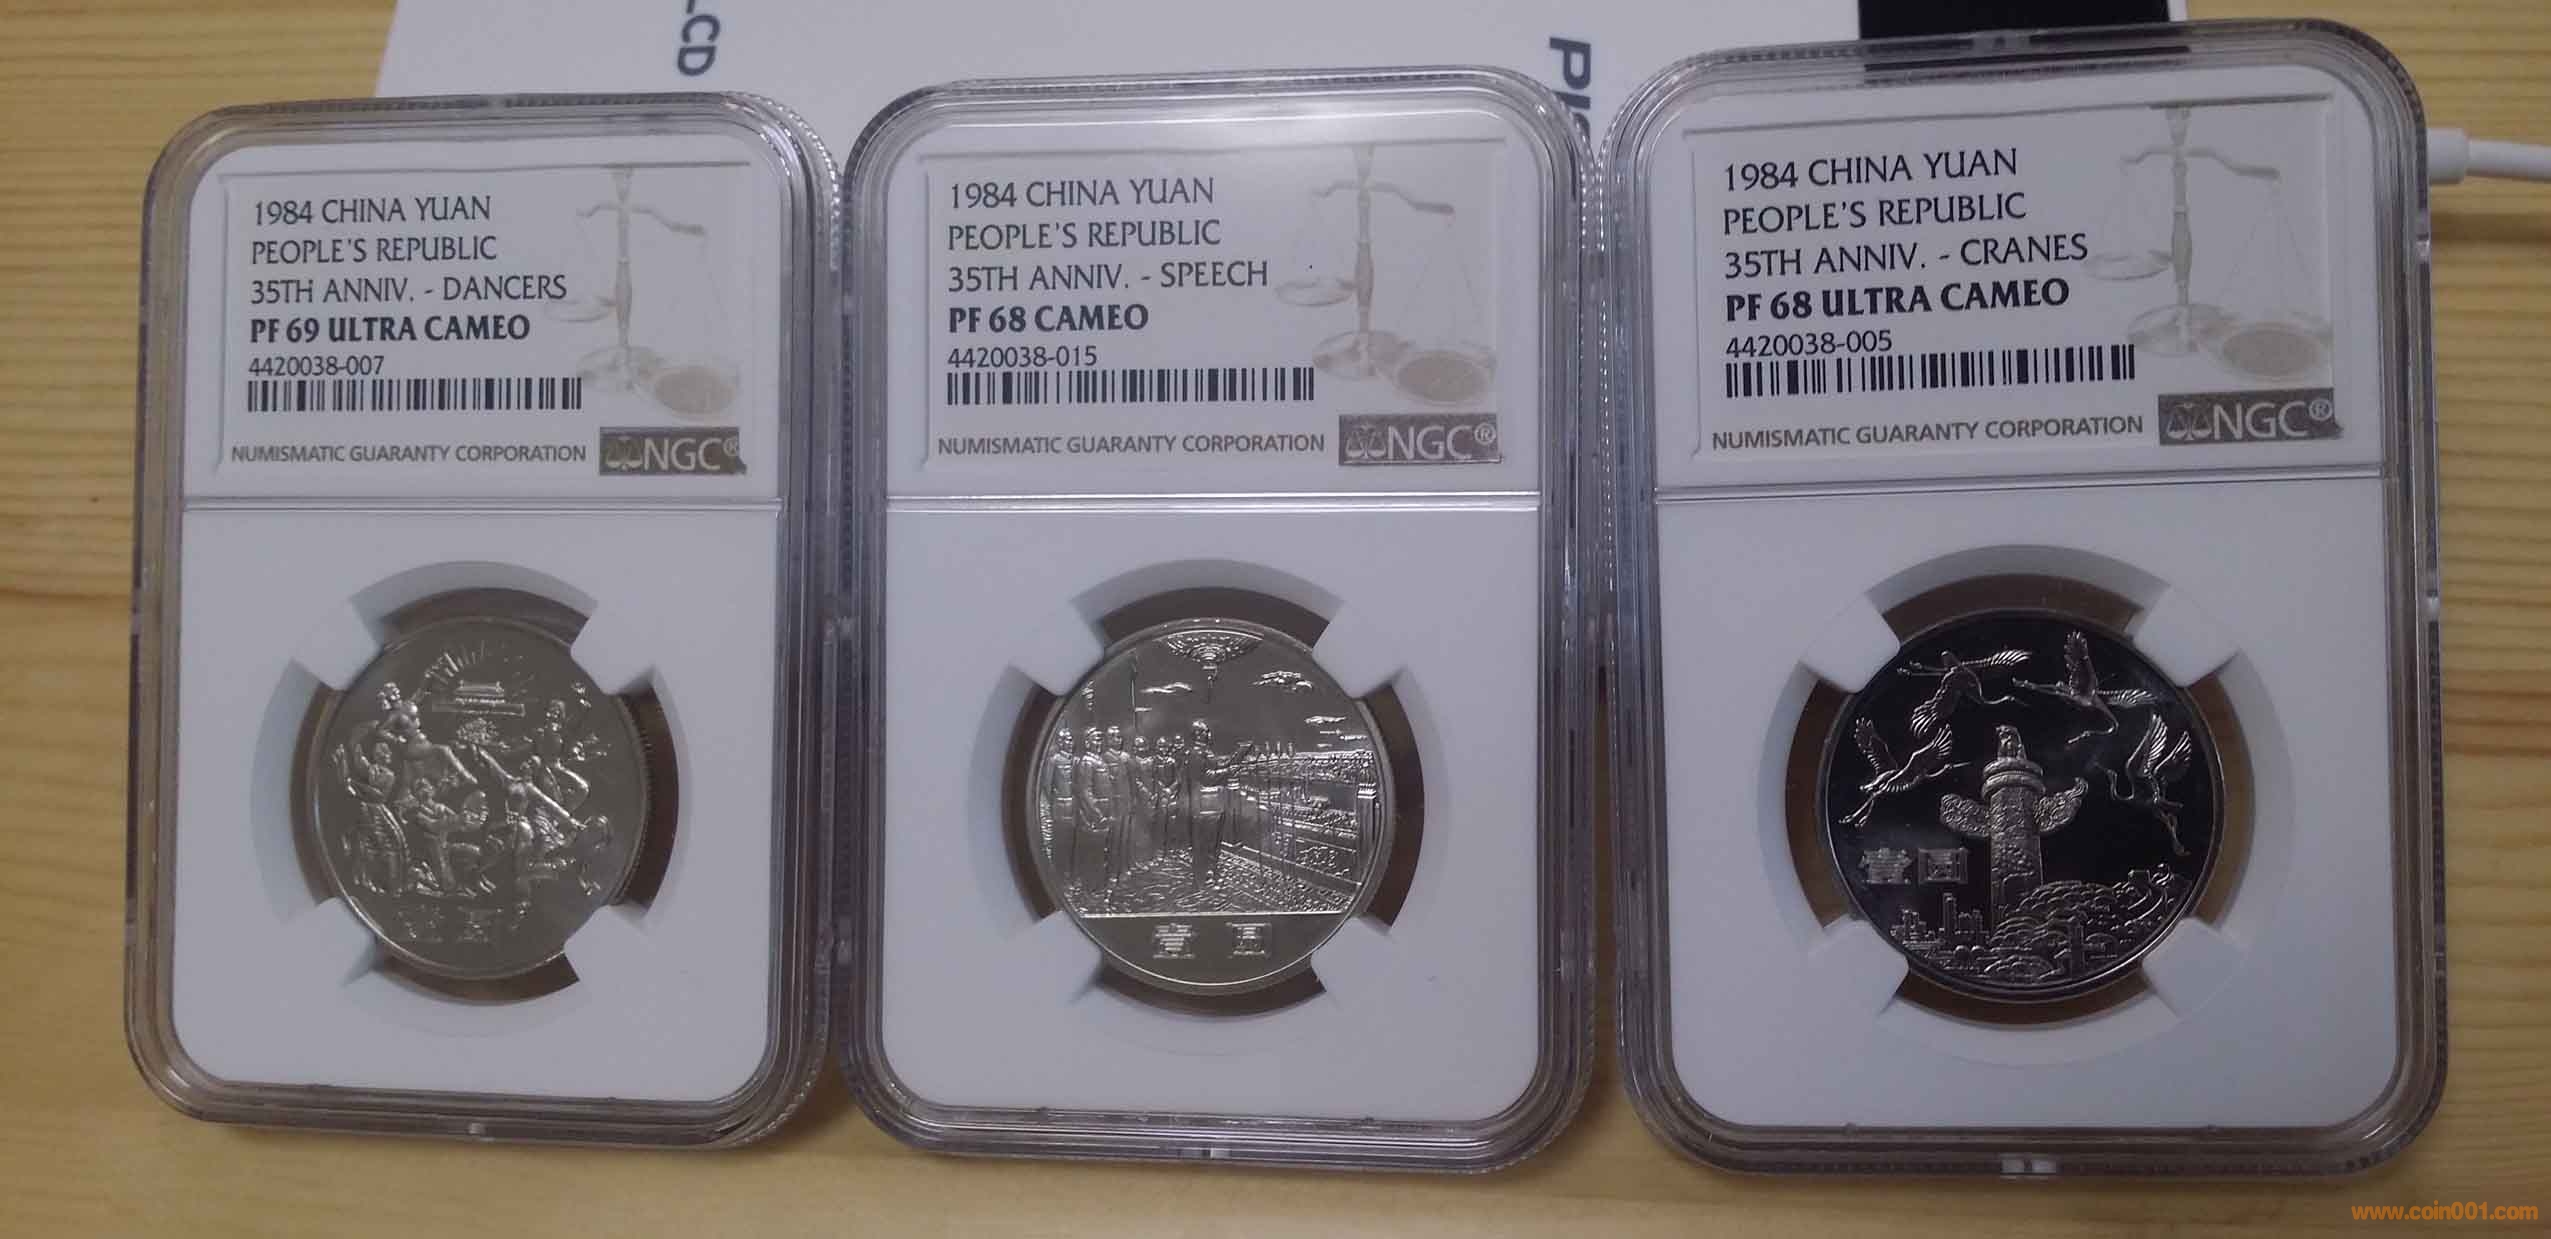 LCD
1984 CHINA YUAN
PEOPLE'S REPUBLIC
35TH ANNIV. - DANCERS
PF 69 ULTRA CAMEO
4420038-007
NUMISMATIC GUARANTY CORPORATION
NGC®
壹圆
1984 CHINA YUAN
PEOPLE'S REPUBLIC
35TH ANNIV. - SPEECH
PF 68 CAMEO
4420038-015
NUMISMATIC GUARANTY CORPORATION
NGC®
壹圆
1984 CHINA YUAN
PEOPLE'S REPUBLIC
35TH ANNIV. - CRANES
PF 68 ULTRA CAMEO
4420038-005
NUMISMATIC GUARANTY CORPORATION
NGC®
壹圆
www.coin001.com